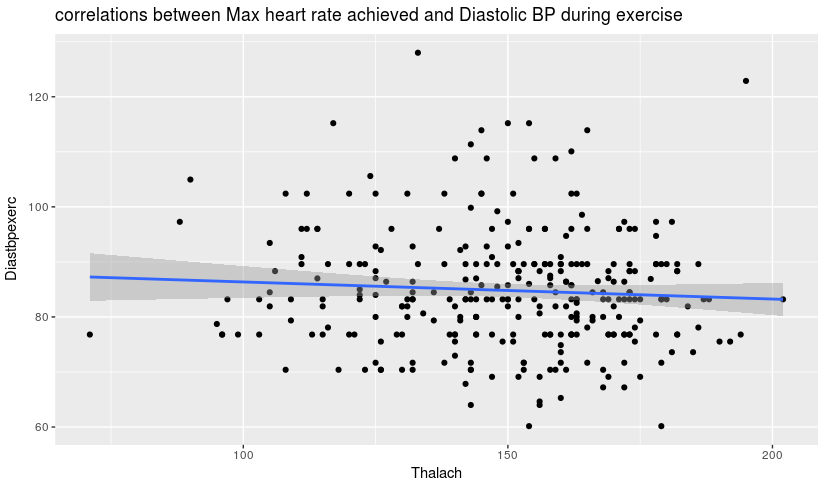 correlations between Max heart rate achieved and Diastolic BP during exercise
120
100
80
60
Diastbpexerc
100
150
200
Thalach